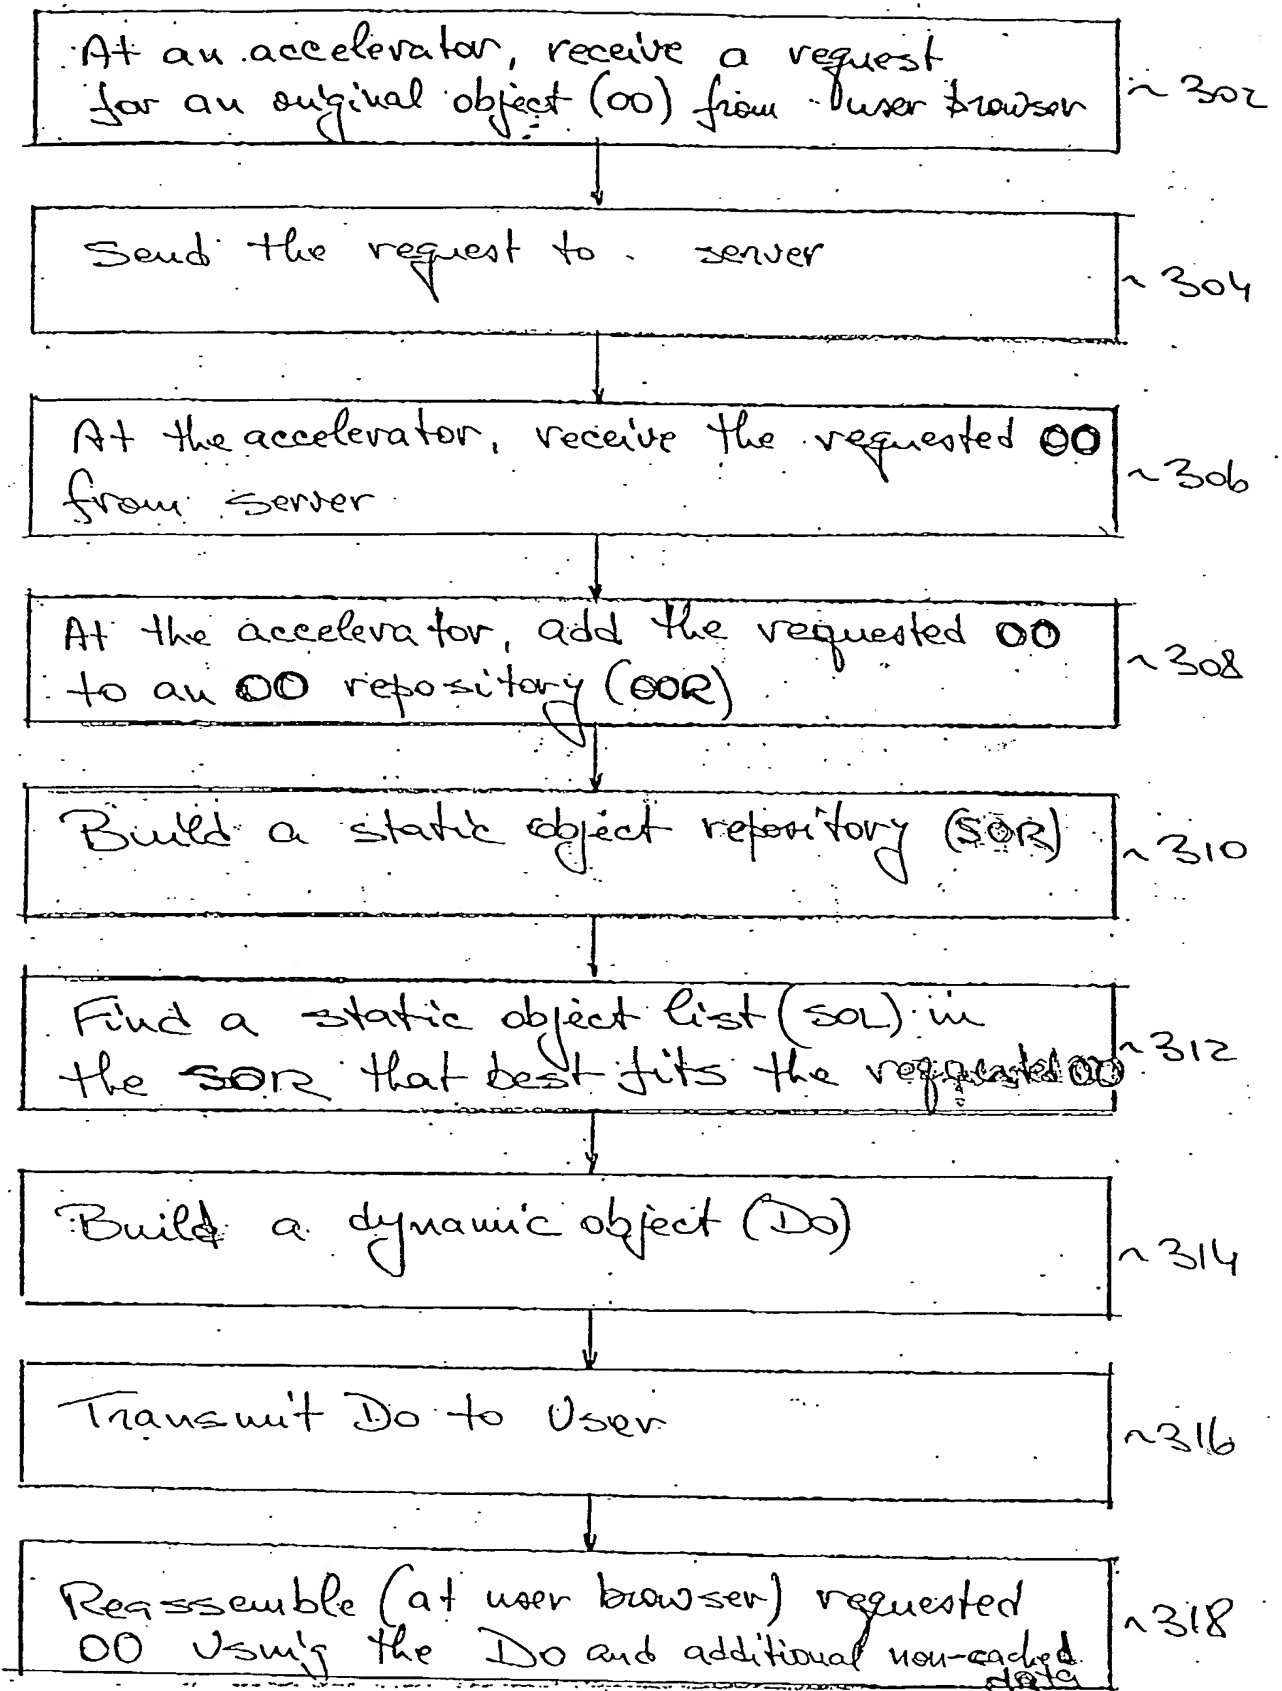 At an accelerator, receive a request
for an original object (OO) from user browser
~302
Send the request to server
~304
At the accelerator, receive the requested OO
from server
~306
At the accelerator, add the requested OO
to an OO repository (OOR)
~308
Build a static object repository (SOR)
~310
Find a static object list (SOL) in
the SOR that best fits the requested OO
~312
Build a dynamic object (DO)
~314
Transmit DO to User
~316
Reassemble (at user browser) requested
OO Using the DO and additional non-cached
data
~318